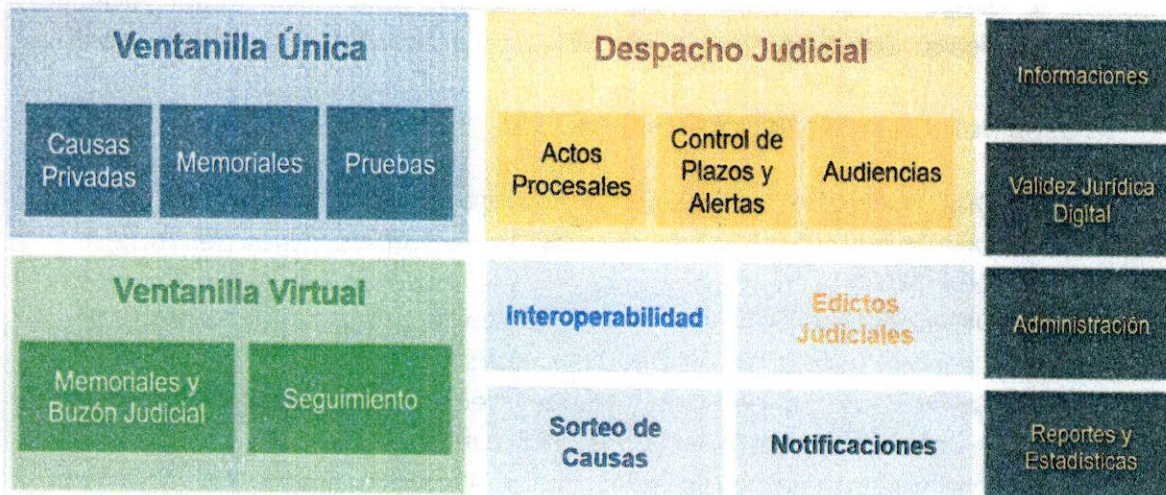 Ventanilla Única
Causas
Privadas
Memoriales
Pruebas
Despacho Judicial
Actos
Procesales
Control de
Plazos y
Alertas
Audiencias
Informaciones
Validez Jurídica
Digital
Administración
Reportes y
Estadísticas
Ventanilla Virtual
Memoriales y
Buzón Judicial
Seguimiento
Interoperabilidad
Edictos
Judiciales
Sorteo de
Causas
Notificaciones